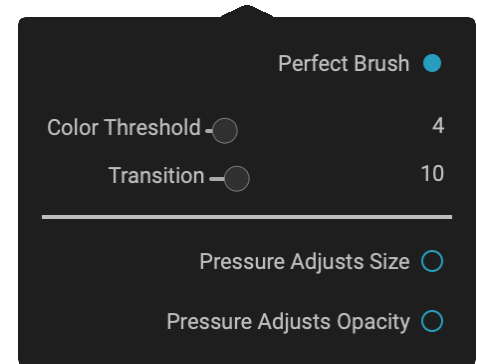 Perfect Brush
Color Threshold 4
Transition 10
Pressure Adjusts Size
Pressure Adjusts Opacity